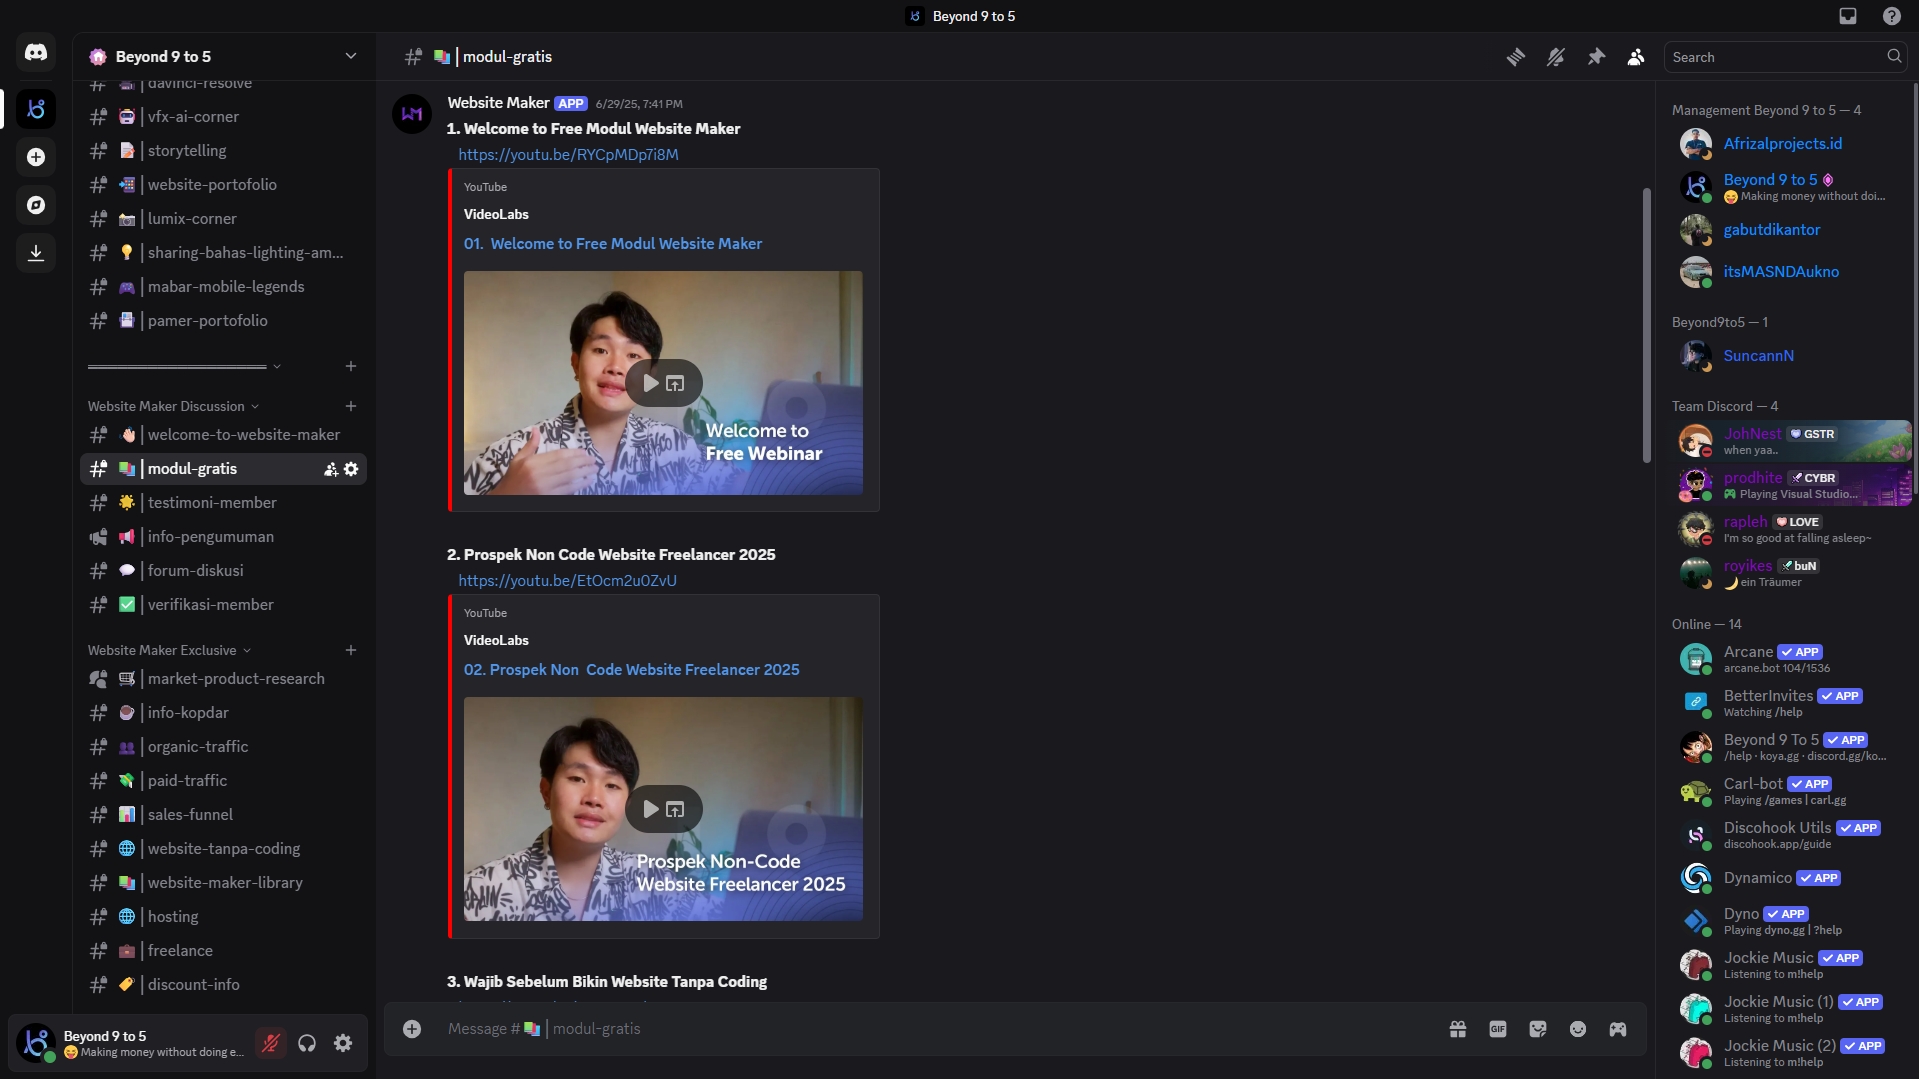 Beyond 9 to 5
Beyond 9 to 5
davinci-resolve
vfx-ai-corner
storytelling
website-portofolio
lumix-corner
sharing-bahas-lighting-am...
mabar-mobile-legends
pamer-portofolio
Website Maker Discussion
welcome-to-website-maker
modul-gratis
testimoni-member
info-pengumuman
forum-diskusi
verifikasi-member
Website Maker Exclusive
market-product-research
info-kopdar
organic-traffic
paid-traffic
sales-funnel
website-tanpa-coding
website-maker-library
hosting
freelance
discount-info
Beyond 9 to 5
Making money without doing e...
modul-gratis
Search
Website Maker APP 6/29/25, 7:41 PM
1. Welcome to Free Modul Website Maker
https://youtu.be/RYCpMDp7i8M
YouTube
VideoLabs
01. Welcome to Free Modul Website Maker
Welcome to
Free Webinar
2. Prospek Non Code Website Freelancer 2025
https://youtu.be/EtOcm2u0ZvU
YouTube
VideoLabs
02. Prospek Non Code Website Freelancer 2025
Prospek Non-Code
Website Freelancer 2025
3. Wajib Sebelum Bikin Website Tanpa Coding
Message # | modul-gratis
GIF
Management Beyond 9 to 5 — 4
Afrizalprojects.id
Beyond 9 to 5
Making money without doi...
gabutdikantor
itsMASNDAukno
Beyond9to5 — 1
SuncannN
Team Discord — 4
JohNest GSTR
when yaa..
prodhite CYBR
Playing Visual Studio...
rapleh LOVE
I'm so good at falling asleep~
royikes buN
ein Träumer
Online — 14
Arcane APP
arcane.bot 104/1536
BetterInvites APP
Watching /help
Beyond 9 To 5 APP
/help · koya.gg · discord.gg/ko...
Carl-bot APP
Playing /games | carl.gg
Discohook Utils APP
discohook.app/guide
Dynamico APP
Dyno APP
Playing dyno.gg | ?help
Jockie Music APP
Listening to m!help
Jockie Music (1) APP
Listening to m!help
Jockie Music (2) APP
Listening to m!help